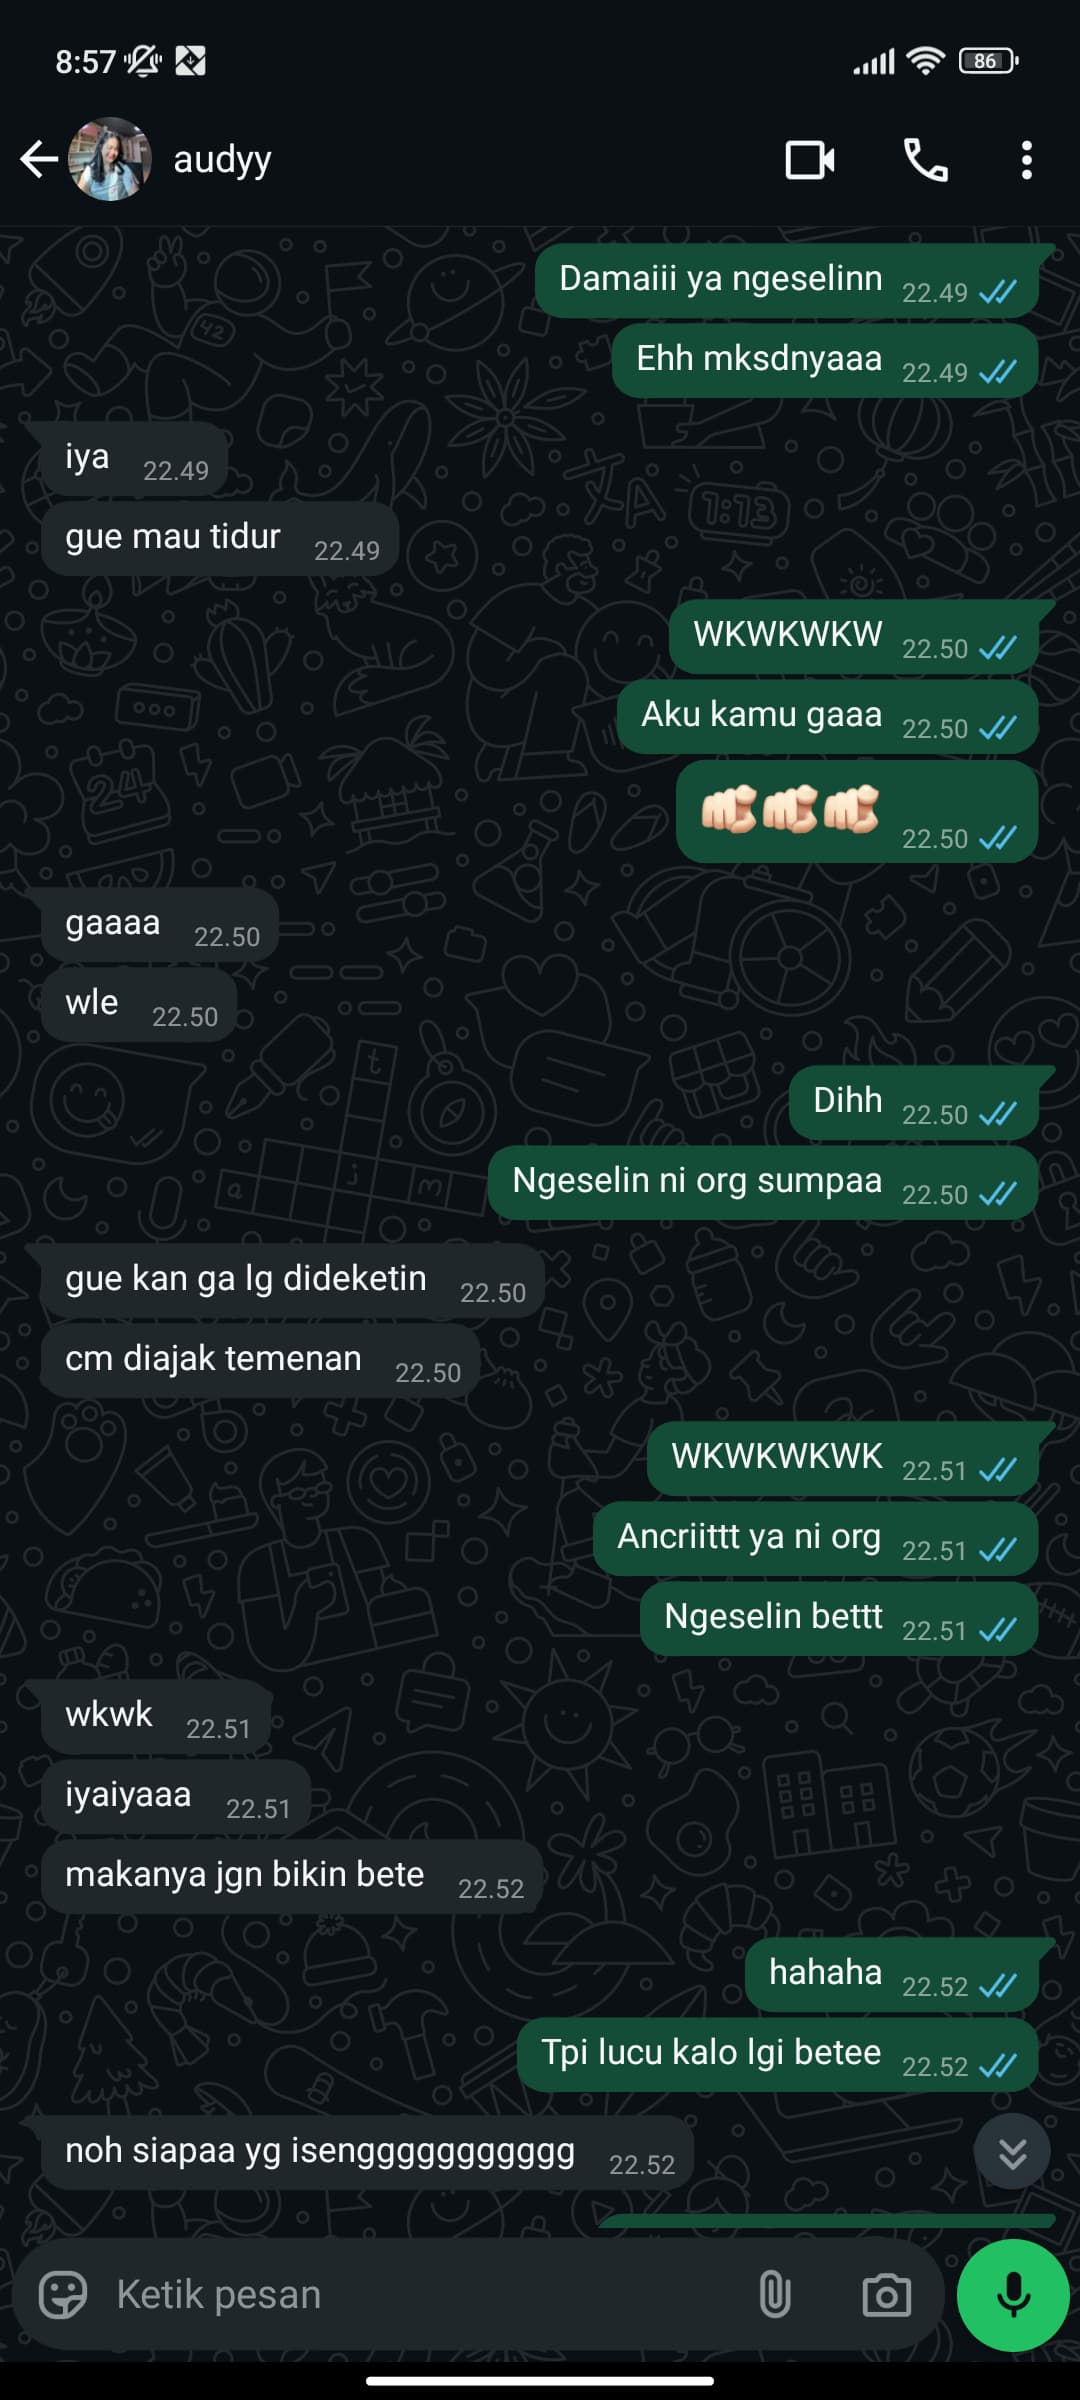 8:57
86
audyy
Damaiii ya ngeselinn 22.49
Ehh mksdnyaaa 22.49
iya 22.49
gue mau tidur 22.49
WKWKWKW 22.50
Aku kamu gaaa 22.50
🫵🏻🫵🏻🫵🏻 22.50
gaaaa 22.50
wle 22.50
Dihh 22.50
Ngeselin ni org sumpaa 22.50
gue kan ga lg dideketin 22.50
cm diajak temenan 22.50
WKWKWKWK 22.51
Ancriittt ya ni org 22.51
Ngeselin bettt 22.51
wkwk 22.51
iyaiyaaa 22.51
makanya jgn bikin bete 22.52
hahaha 22.52
Tpi lucu kalo lgi betee 22.52
noh siapaa yg isenggggggggggg 22.52
Ketik pesan